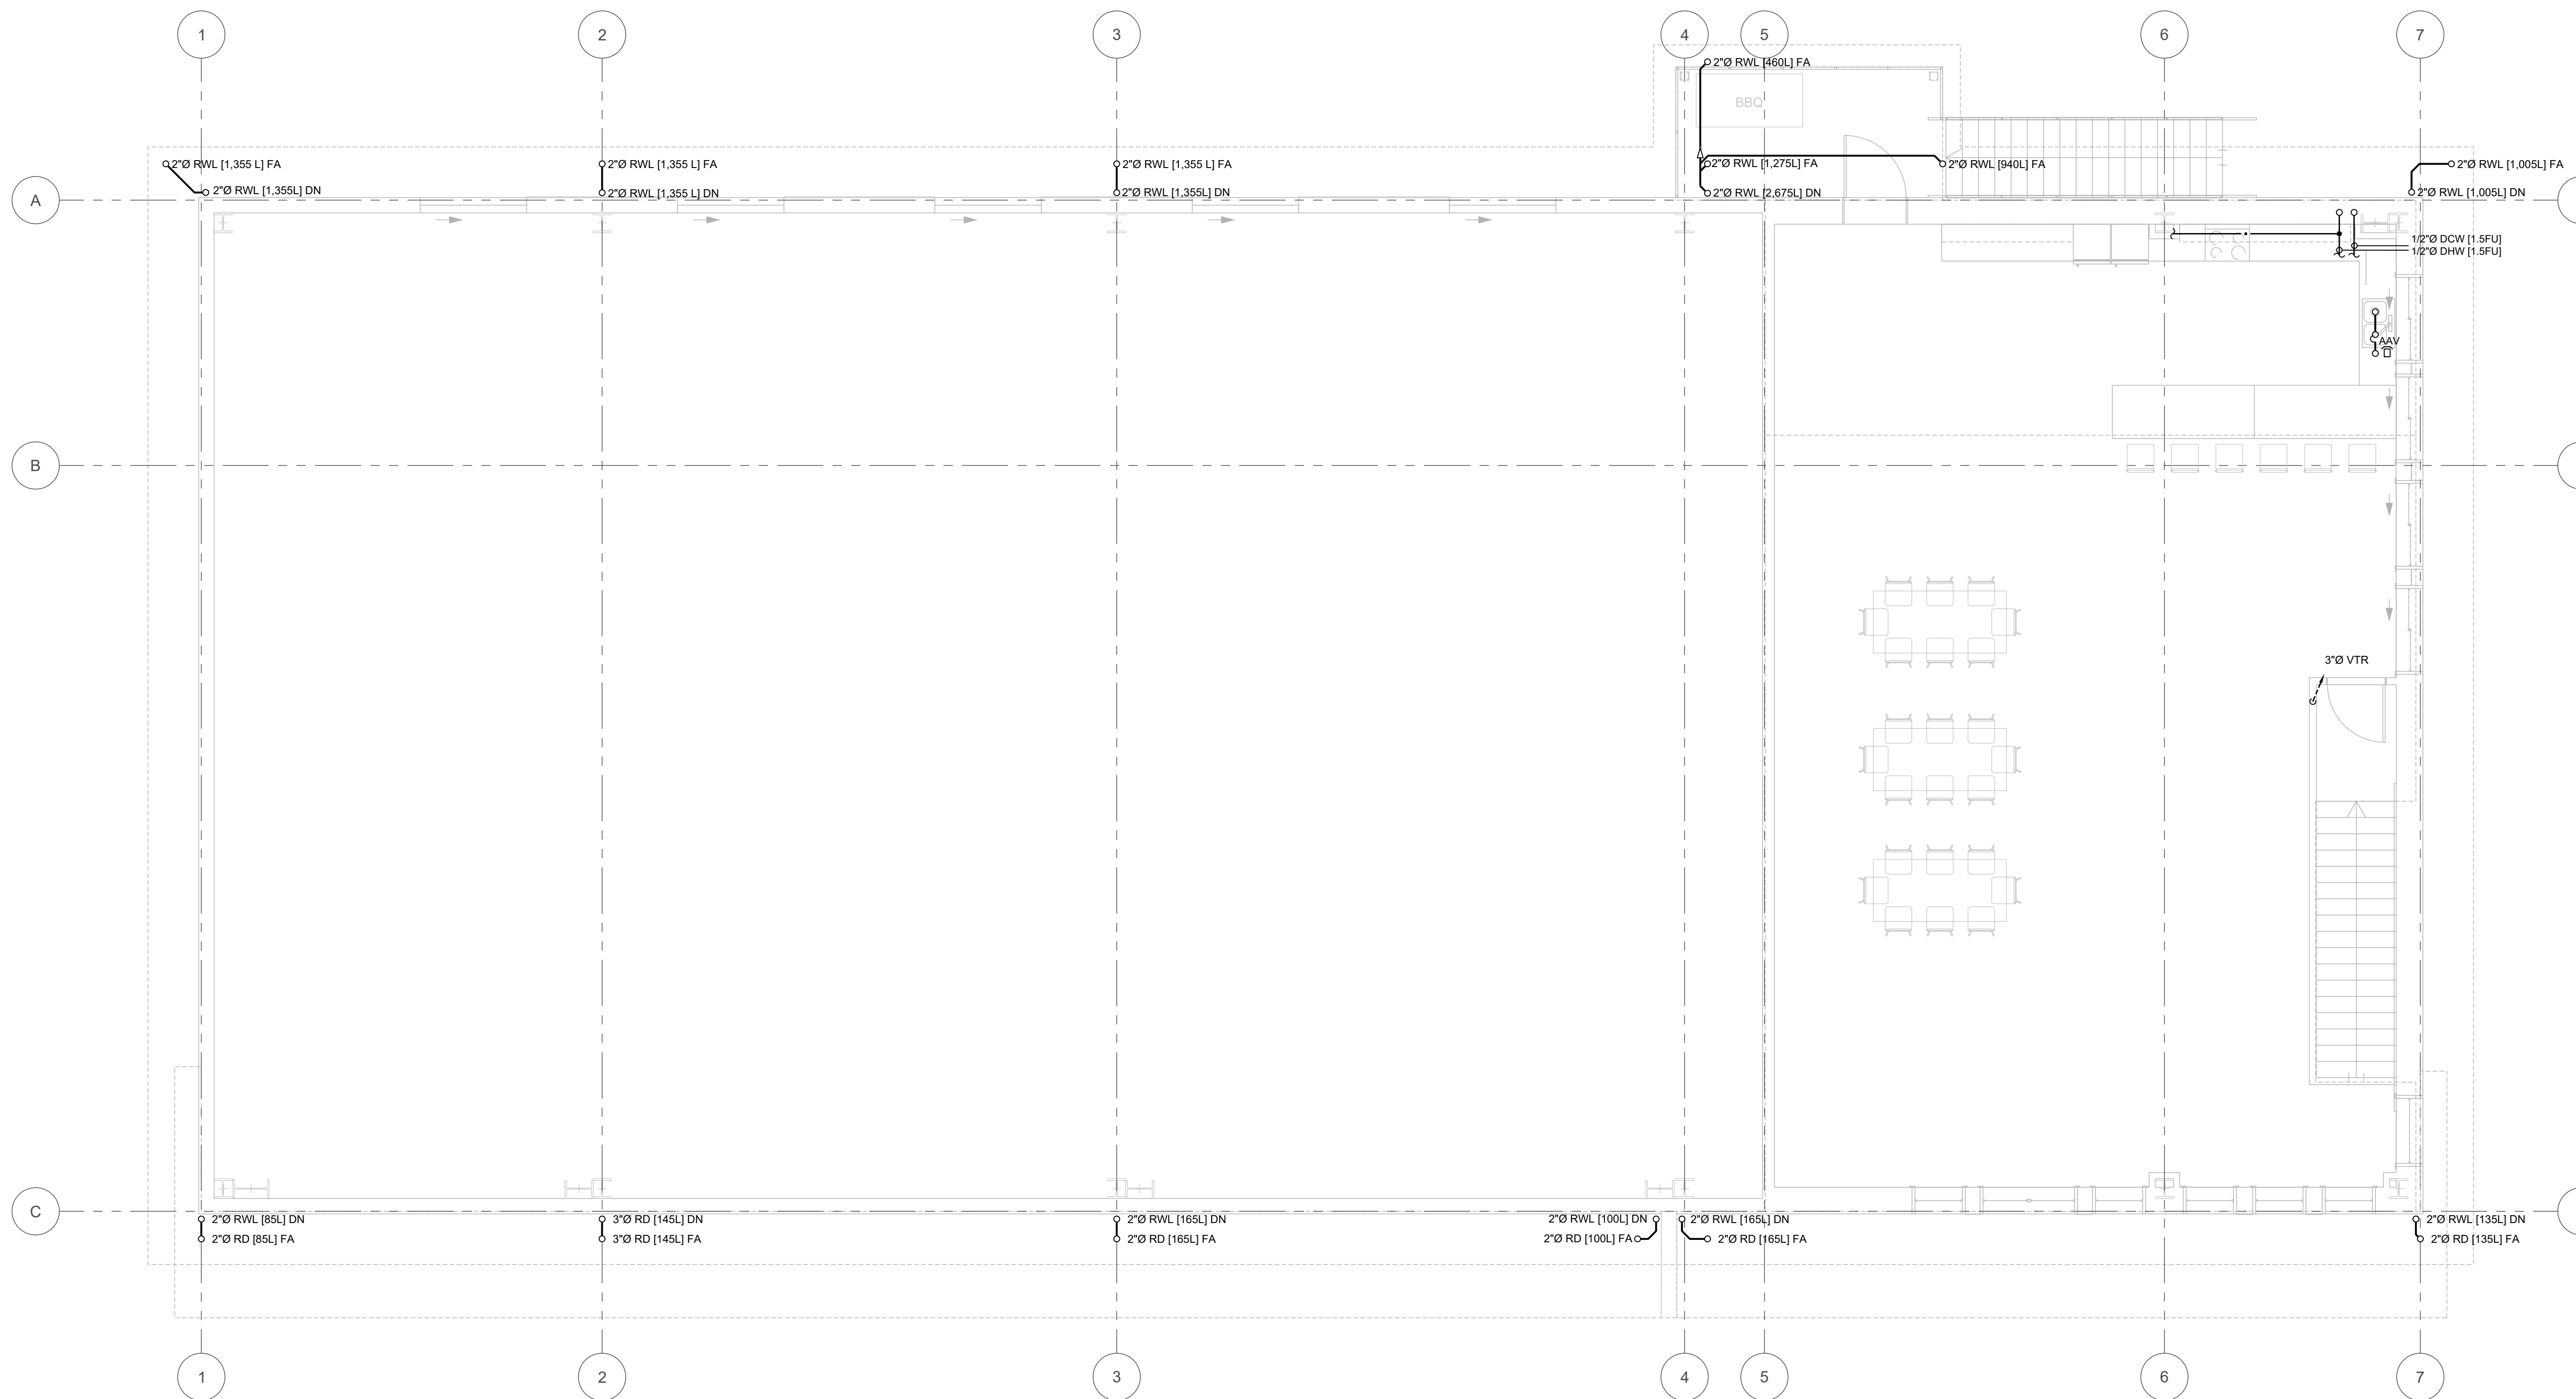 1 2 3 4 5 6 7
2"Ø RWL [460L] FA
BBQ
2"Ø RWL [1,355 L] FA
2"Ø RWL [1,355 L] FA
2"Ø RWL [1,355 L] FA
2"Ø RWL [1,275L] FA
2"Ø RWL [940L] FA
2"Ø RWL [1,005L] FA
2"Ø RWL [1,355L] DN
2"Ø RWL [1,355 L] DN
2"Ø RWL [1,355L] DN
2"Ø RWL [2,675L] DN
2"Ø RWL [1,005L] DN
A
1/2"Ø DCW [1.5FU]
1/2"Ø DHW [1.5FU]
AAV
B
3"Ø VTR
C
2"Ø RWL [85L] DN
3"Ø RD [145L] DN
2"Ø RWL [165L] DN
2"Ø RWL [100L] DN
2"Ø RWL [165L] DN
2"Ø RWL [135L] DN
2"Ø RD [85L] FA
3"Ø RD [145L] FA
2"Ø RD [165L] FA
2"Ø RD [100L] FA
2"Ø RD [165L] FA
2"Ø RD [135L] FA
1 2 3 4 5 6 7